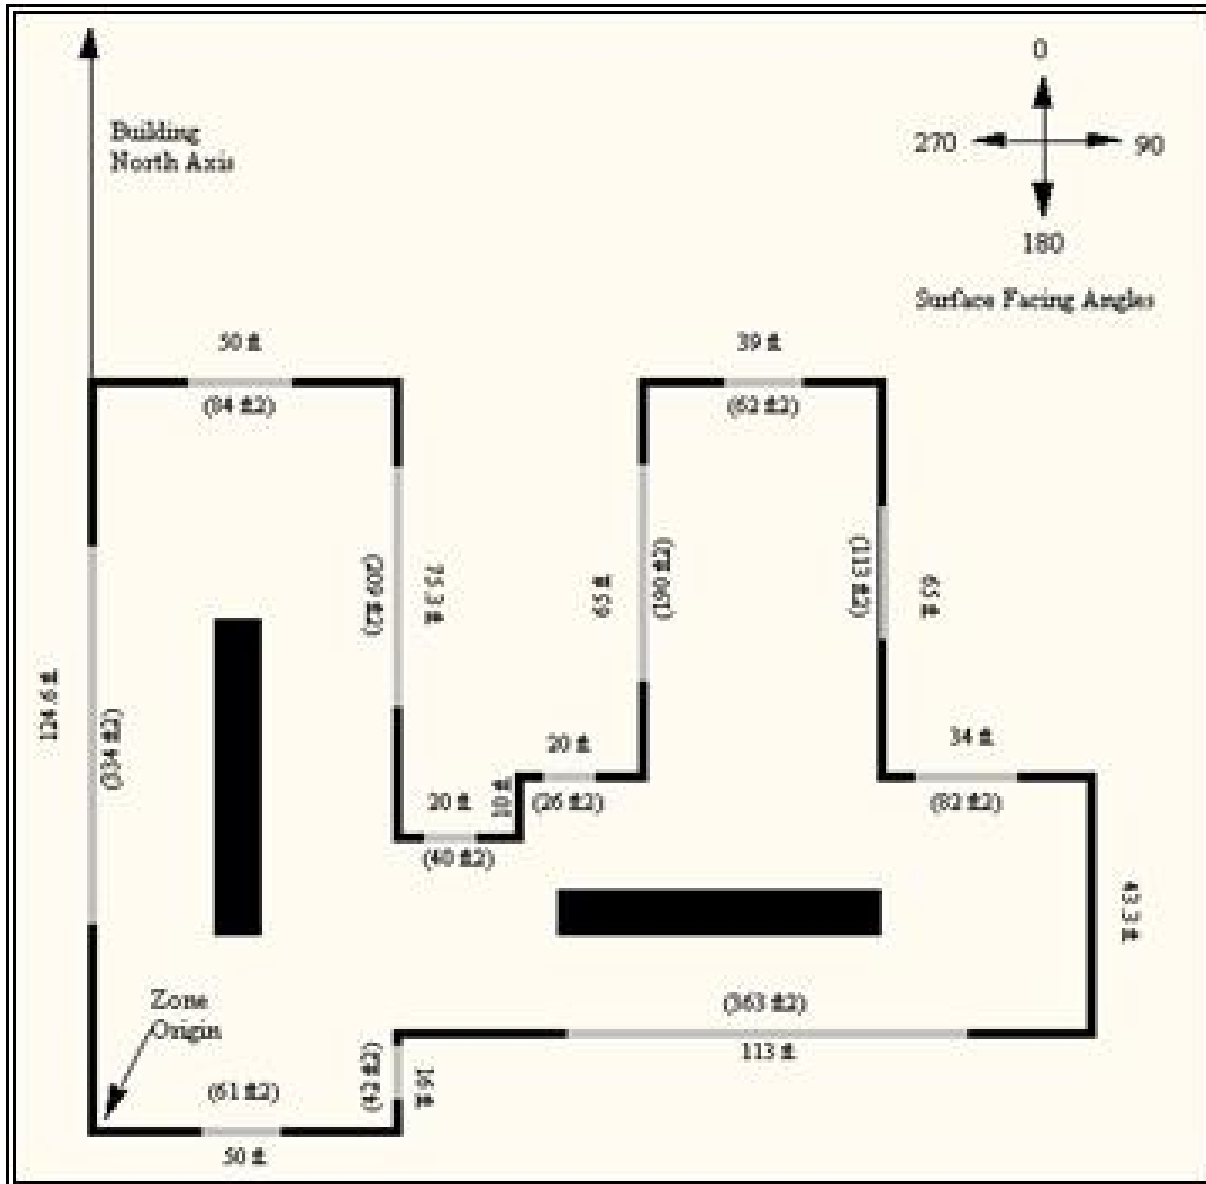 0
Building
North Axis
270
90
180
Surface Facing Angles
50 ft
39 ft
(84 ft2)
(62 ft2)
(209 ft2)
75.3 ft
65 ft
(180 ft2)
(113 ft2)
65 ft
124.6 ft
(334 ft2)
20 ft
34 ft
20 ft
10 ft
(26 ft2)
(82 ft2)
(40 ft2)
43.3 ft
Zone
Origin
(363 ft2)
113 ft
(61 ft2)
(42 ft2)
16 ft
50 ft